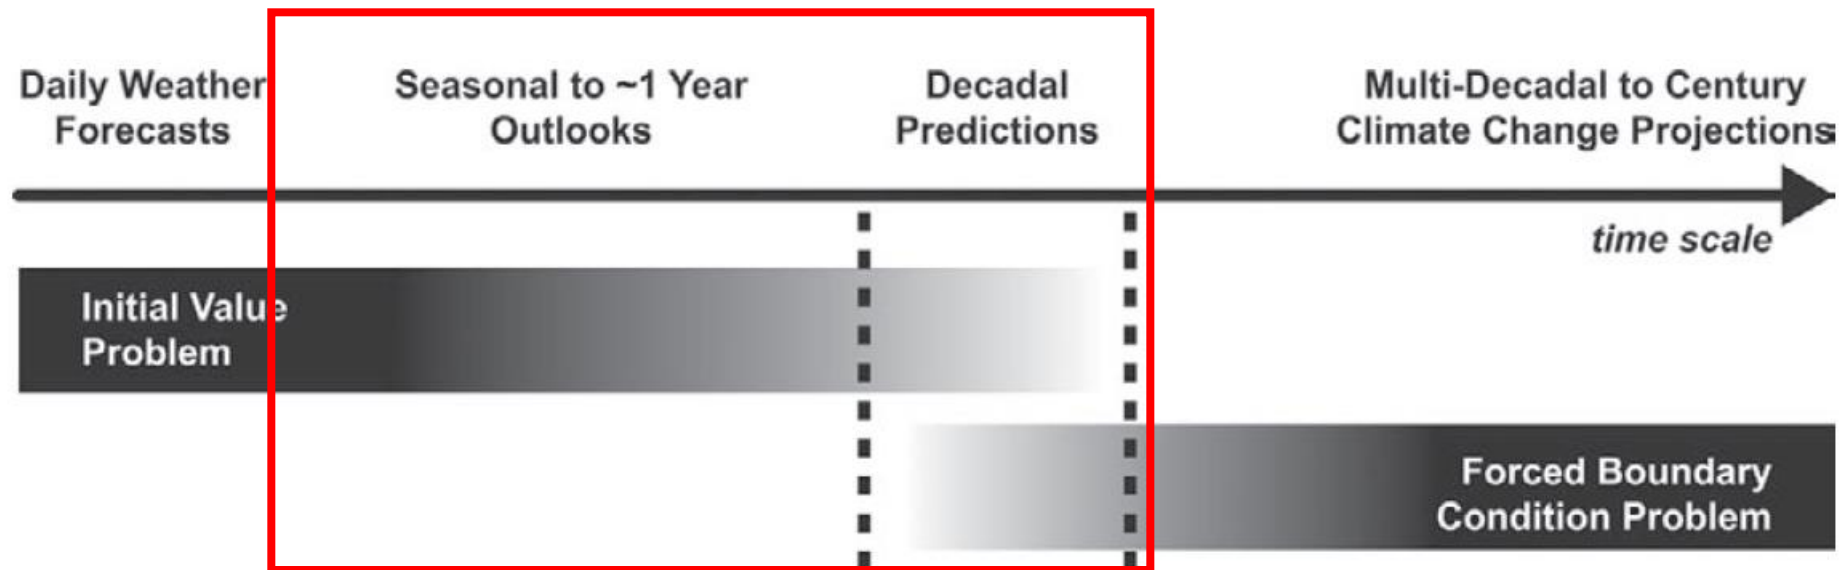 Daily Weather
Forecasts
Seasonal to ~1 Year
Outlooks
Decadal
Predictions
Multi-Decadal to Century
Climate Change Projections
time scale
Initial Value
Problem
Forced Boundary
Condition Problem